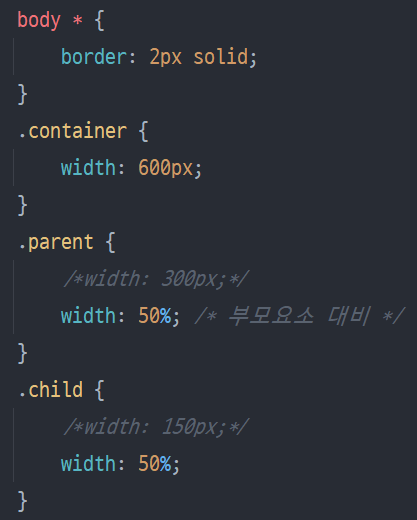 body * {
    border: 2px solid;
}
.container {
    width: 600px;
}
.parent {
    /*width: 300px;*/
    width: 50%; /* 부모요소 대비 */
}
.child {
    /*width: 150px;*/
    width: 50%;
}